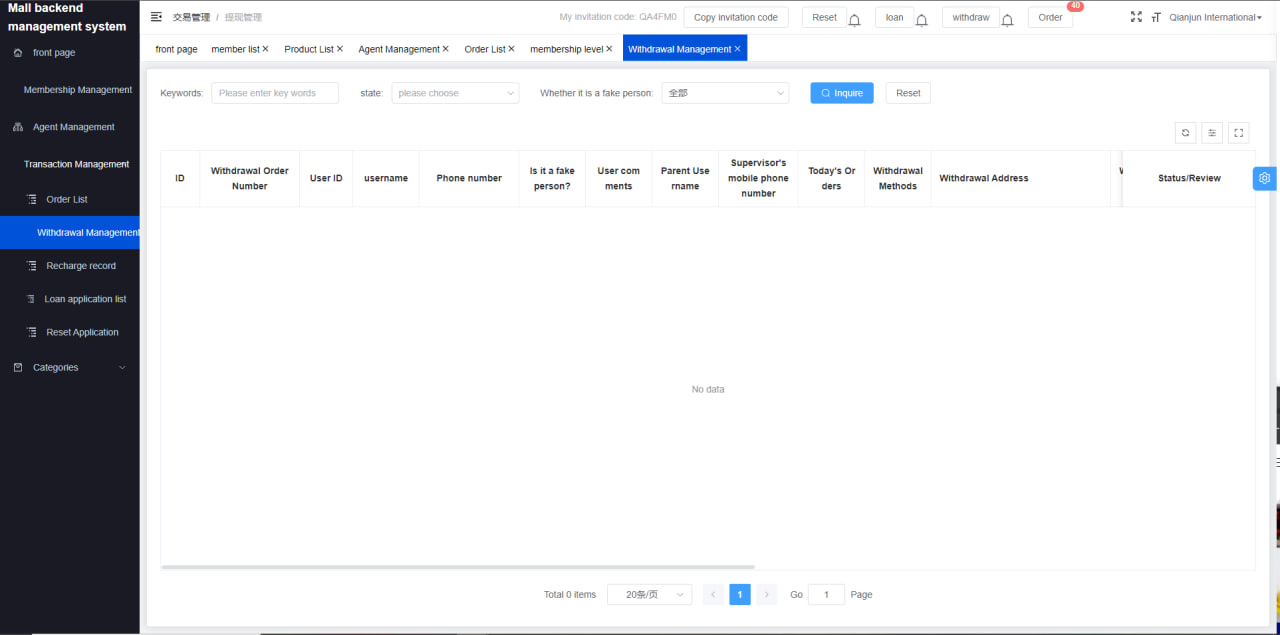 Mall backend
management system
交易管理 / 提现管理
My invitation code: QA4FM0
Copy invitation code
Reset
loan
withdraw
Order
40
Qianjun International
front page
member list
Product List
Agent Management
Order List
membership level
Withdrawal Management
front page
Membership Management
Agent Management
Transaction Management
Order List
Withdrawal Management
Recharge record
Loan application list
Reset Application
Categories
Keywords:
Please enter key words
state:
please choose
Whether it is a fake person:
全部
Inquire
Reset
ID
Withdrawal Order
Number
User ID
username
Phone number
Is it a fake
person?
User com
ments
Parent Use
rname
Supervisor's
mobile phone
number
Today's Or
ders
Withdrawal
Methods
Withdrawal Address
Status/Review
No data
Total 0 items
20条/页
1
Go
1
Page